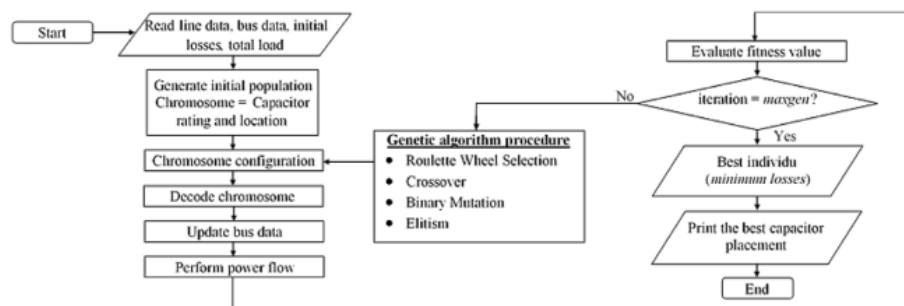 Start
Read line data, bus data, initial
losses, total load
Generate initial population
Chromosome = Capacitor
rating and location
Chromosome configuration
Decode chromosome
Update bus data
Perform power flow
Genetic algorithm procedure
● Roulette Wheel Selection
● Crossover
● Binary Mutation
● Elitism
Evaluate fitness value
iteration = maxgen?
No
Yes
Best individu
(minimum losses)
Print the best capacitor
placement
End